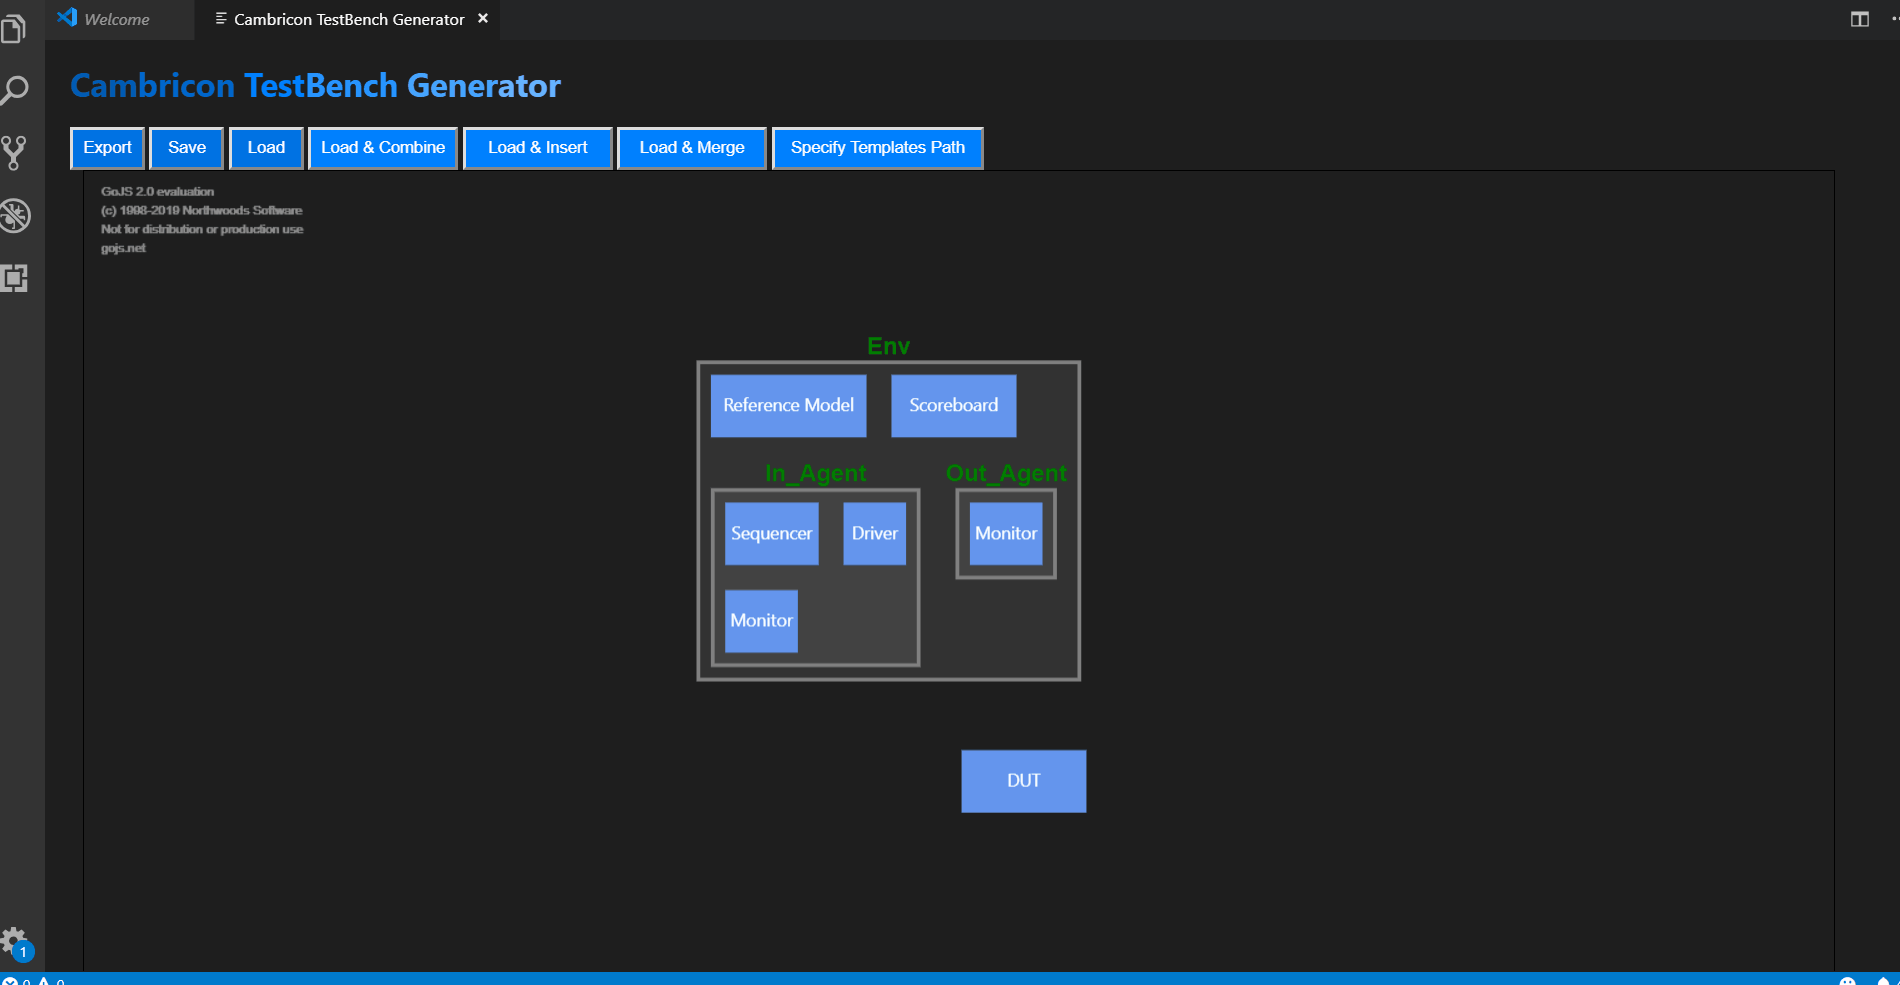 Welcome
Cambricon TestBench Generator
Cambricon TestBench Generator
Export
Save
Load
Load & Combine
Load & Insert
Load & Merge
Specify Templates Path
GoJS 2.0 evaluation
(c) 1998-2019 Northwoods Software
Not for distribution or production use
gojs.net
Env
Reference Model
Scoreboard
In_Agent
Out_Agent
Sequencer
Driver
Monitor
Monitor
DUT
1
0 0